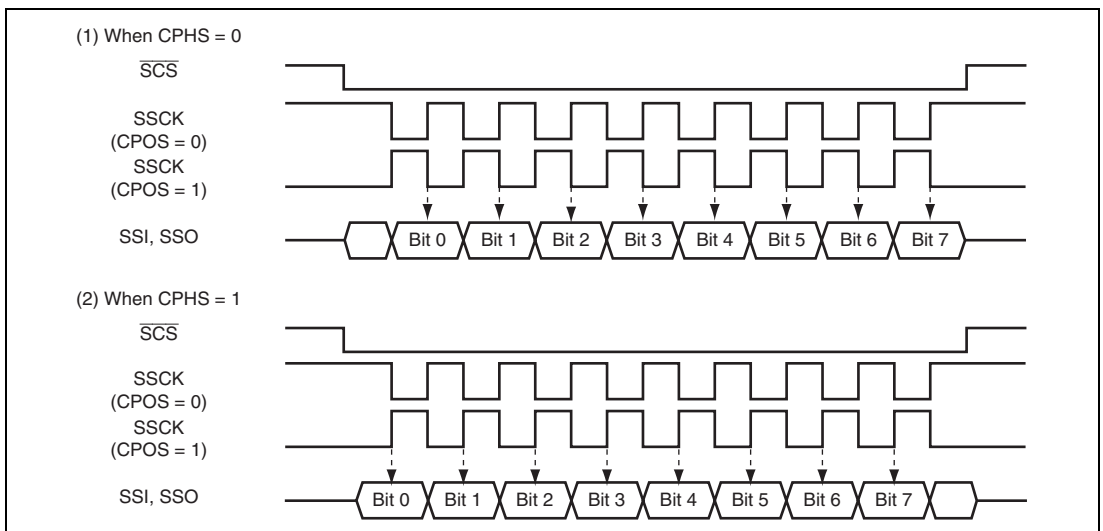 (1) When CPHS = 0
SCS
SSCK
(CPOS = 0)
SSCK
(CPOS = 1)
SSI, SSO
Bit 0 Bit 1 Bit 2 Bit 3 Bit 4 Bit 5 Bit 6 Bit 7
(2) When CPHS = 1
SCS
SSCK
(CPOS = 0)
SSCK
(CPOS = 1)
SSI, SSO
Bit 0 Bit 1 Bit 2 Bit 3 Bit 4 Bit 5 Bit 6 Bit 7